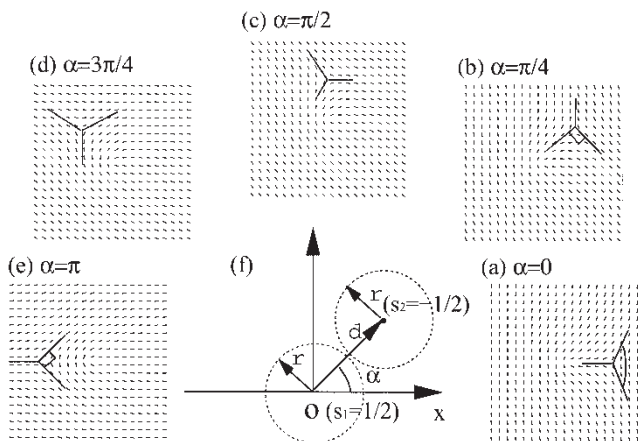 (c) α=π/2
(d) α=3π/4
(b) α=π/4
(e) α=π
(f)
(a) α=0
r
(s₂=−1/2)
d
r
α
O (s₁=1/2)
x